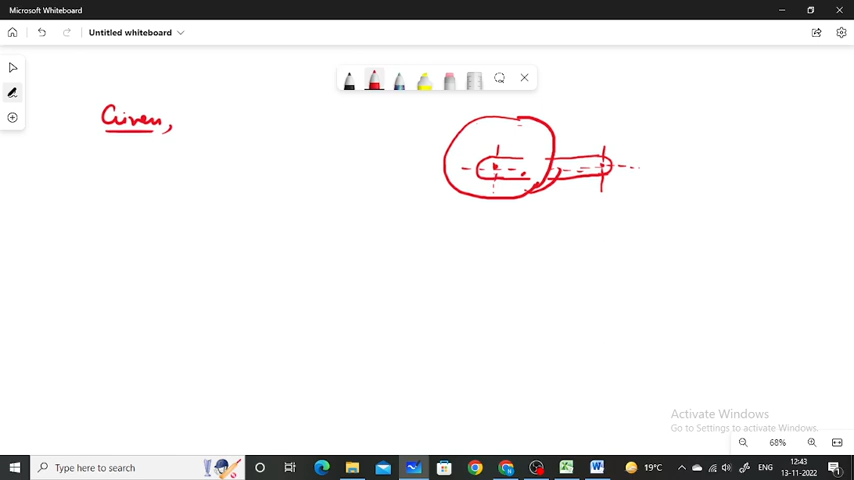 Microsoft Whiteboard
Untitled whiteboard
Given,
Activate Windows
Go to Settings to activate Windows.
68%
Type here to search
19°C
ENG
12:43
13-11-2022
1